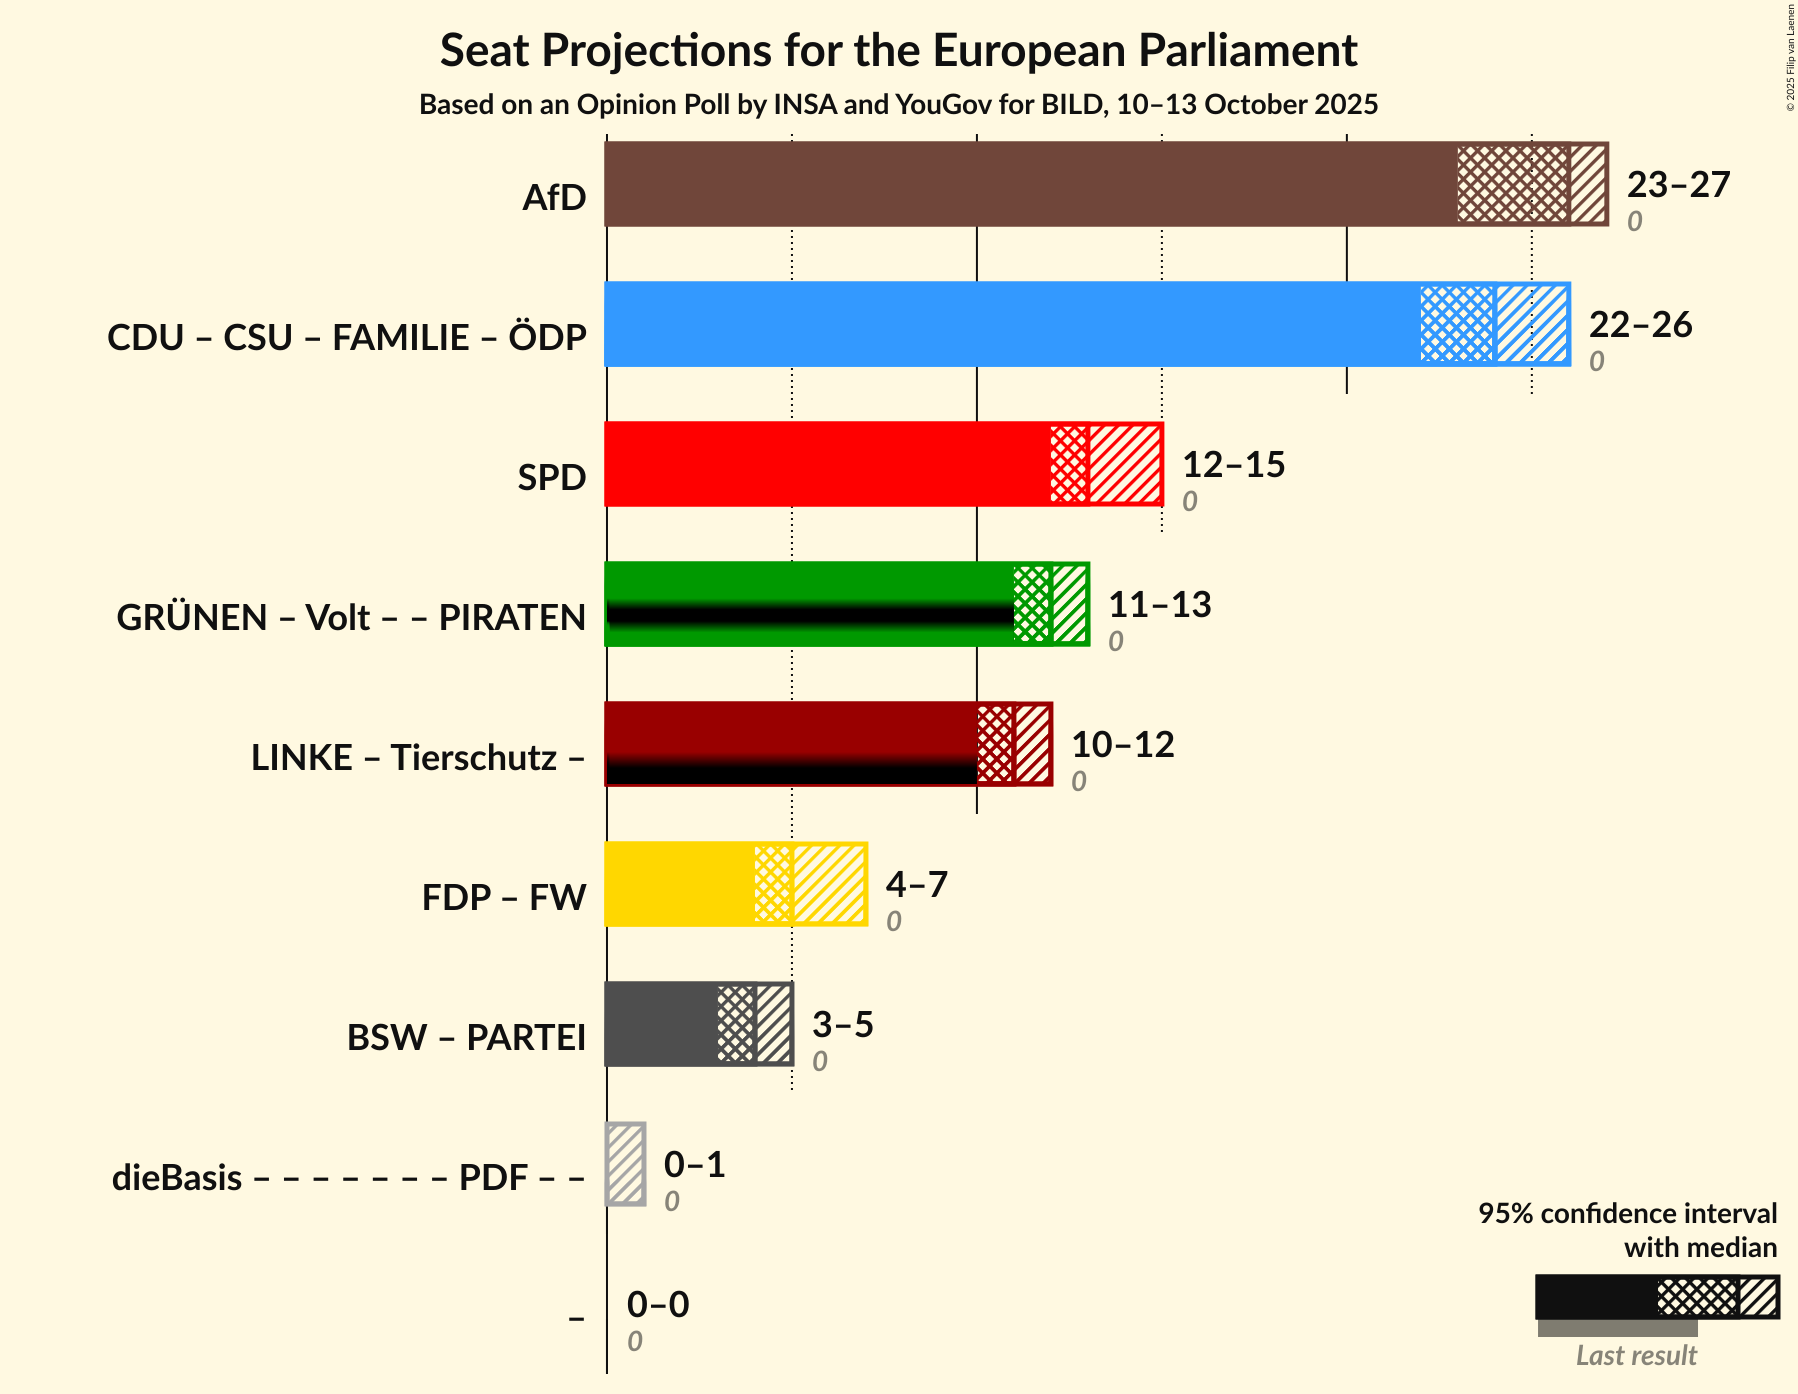 Seat Projections for the European Parliament
Based on an Opinion Poll by INSA and YouGov for BILD, 10–13 October 2025
© 2025 Filip van Laenen
AfD
23–27
0
CDU – CSU – FAMILIE – ÖDP
22–26
0
SPD
12–15
0
GRÜNEN – Volt – – PIRATEN
11–13
0
LINKE – Tierschutz –
10–12
0
FDP – FW
4–7
0
BSW – PARTEI
3–5
0
dieBasis – – – – – – – PDF – –
0–1
0
–
0–0
0
95% confidence interval
with median
Last result